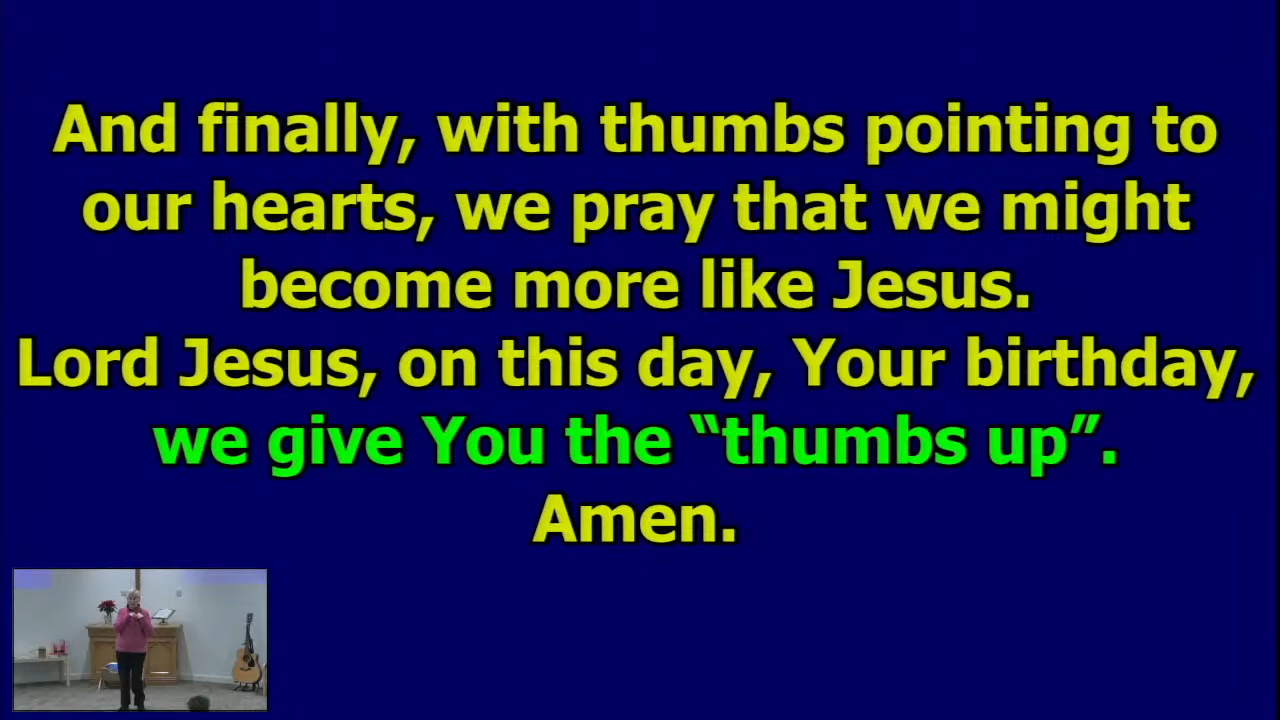 And finally, with thumbs pointing to
our hearts, we pray that we might
become more like Jesus.
Lord Jesus, on this day, Your birthday,
we give You the “thumbs up”.
Amen.